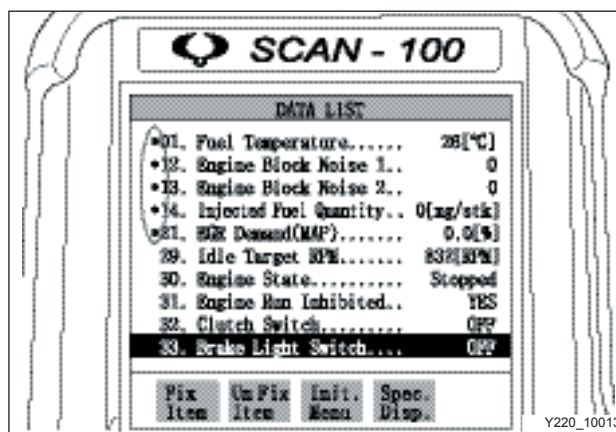 SCAN - 100
DATA LIST
*01. Fuel Temperature...... 28[℃]
*12. Engine Block Noise 1.. 0
*13. Engine Block Noise 2.. 0
*14. Injected Fuel Quantity.. 0[mg/stk]
*21. EGR Demand(MAP)....... 0.0[%]
29. Idle Target RPM....... 832[RPM]
30. Engine State.......... Stopped
31. Engine Run Inhibited.. YES
32. Clutch Switch......... OFF
33. Brake Light Switch.... OFF
Fix Item
UnFix Item
Init. Menu
Spec. Disp.